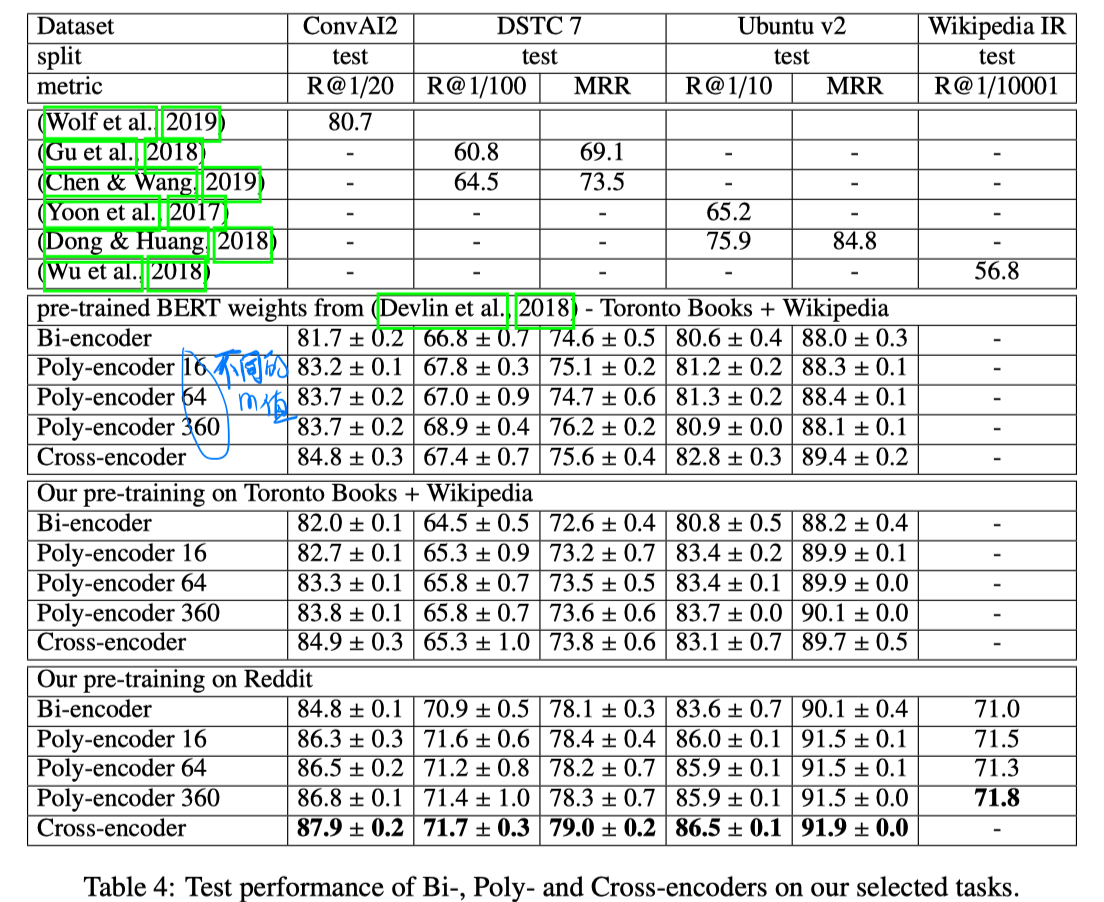 Dataset ConvAI2 DSTC 7 Ubuntu v2 Wikipedia IR
split test test test test
metric R@1/20 R@1/100 MRR R@1/10 MRR R@1/10001
(Wolf et al., 2019) 80.7
(Gu et al., 2018) - 60.8 69.1 - - -
(Chen & Wang, 2019) - 64.5 73.5 - - -
(Yoon et al., 2017) - - - 65.2 - -
(Dong & Huang, 2018) - - - 75.9 84.8 -
(Wu et al., 2018) - - - - - 56.8
pre-trained BERT weights from (Devlin et al., 2018) - Toronto Books + Wikipedia
Bi-encoder 81.7 ± 0.2 66.8 ± 0.7 74.6 ± 0.5 80.6 ± 0.4 88.0 ± 0.3 -
Poly-encoder 16 不同的 83.2 ± 0.1 67.8 ± 0.3 75.1 ± 0.2 81.2 ± 0.2 88.3 ± 0.1 -
Poly-encoder 64 m值 83.7 ± 0.2 67.0 ± 0.9 74.7 ± 0.6 81.3 ± 0.2 88.4 ± 0.1 -
Poly-encoder 360 83.7 ± 0.2 68.9 ± 0.4 76.2 ± 0.2 80.9 ± 0.0 88.1 ± 0.1 -
Cross-encoder 84.8 ± 0.3 67.4 ± 0.7 75.6 ± 0.4 82.8 ± 0.3 89.4 ± 0.2 -
Our pre-training on Toronto Books + Wikipedia
Bi-encoder 82.0 ± 0.1 64.5 ± 0.5 72.6 ± 0.4 80.8 ± 0.5 88.2 ± 0.4 -
Poly-encoder 16 82.7 ± 0.1 65.3 ± 0.9 73.2 ± 0.7 83.4 ± 0.2 89.9 ± 0.1 -
Poly-encoder 64 83.3 ± 0.1 65.8 ± 0.7 73.5 ± 0.5 83.4 ± 0.1 89.9 ± 0.0 -
Poly-encoder 360 83.8 ± 0.1 65.8 ± 0.7 73.6 ± 0.6 83.7 ± 0.0 90.1 ± 0.0 -
Cross-encoder 84.9 ± 0.3 65.3 ± 1.0 73.8 ± 0.6 83.1 ± 0.7 89.7 ± 0.5 -
Our pre-training on Reddit
Bi-encoder 84.8 ± 0.1 70.9 ± 0.5 78.1 ± 0.3 83.6 ± 0.7 90.1 ± 0.4 71.0
Poly-encoder 16 86.3 ± 0.3 71.6 ± 0.6 78.4 ± 0.4 86.0 ± 0.1 91.5 ± 0.1 71.5
Poly-encoder 64 86.5 ± 0.2 71.2 ± 0.8 78.2 ± 0.7 85.9 ± 0.1 91.5 ± 0.1 71.3
Poly-encoder 360 86.8 ± 0.1 71.4 ± 1.0 78.3 ± 0.7 85.9 ± 0.1 91.5 ± 0.0 71.8
Cross-encoder 87.9 ± 0.2 71.7 ± 0.3 79.0 ± 0.2 86.5 ± 0.1 91.9 ± 0.0 -
Table 4: Test performance of Bi-, Poly- and Cross-encoders on our selected tasks.